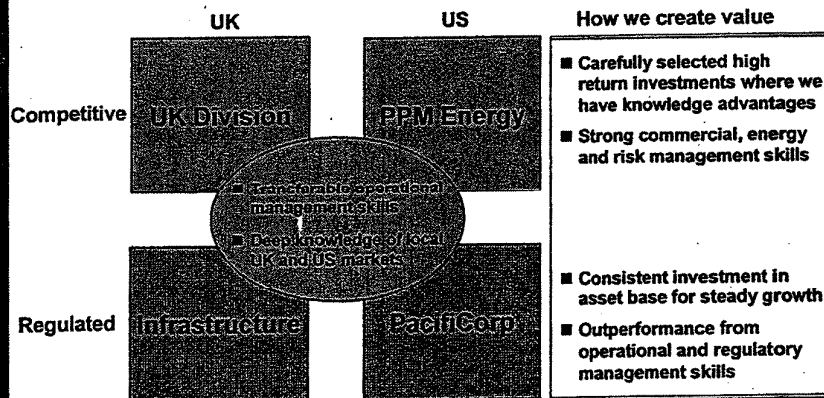 UK
US
How we create value
Competitive
UK Division
PPM Energy
■ Carefully selected high
return investments where we
have knowledge advantages
■ Strong commercial, energy
and risk management skills
■ Transferable operational
management skills
■ Deep knowledge of local
UK and US markets
Regulated
Infrastructure
PacifiCorp
■ Consistent investment in
asset base for steady growth
■ Outperformance from
operational and regulatory
management skills